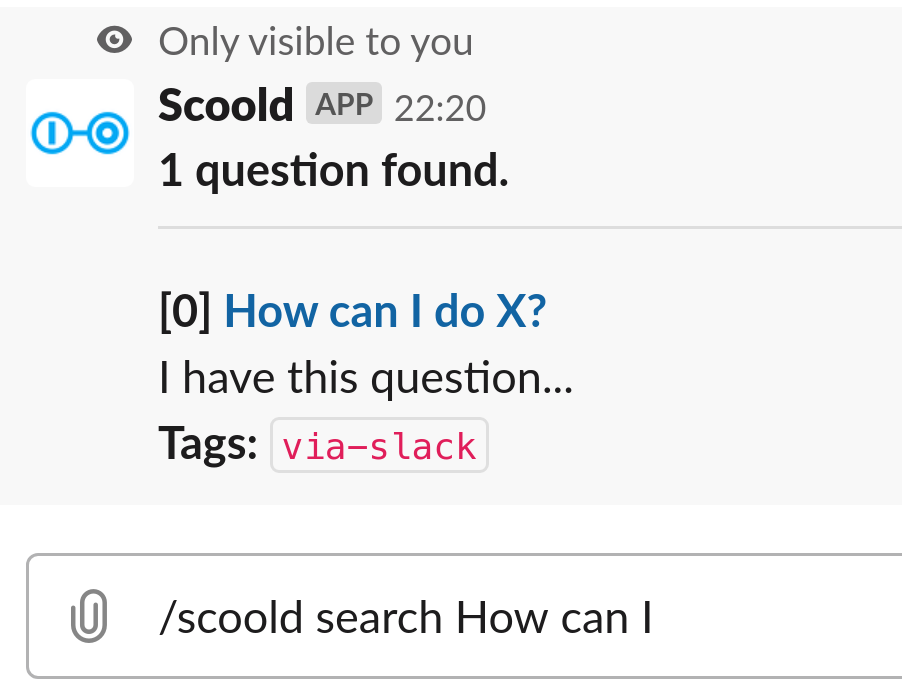 Only visible to you
Scoold APP 22:20
1 question found.
[0] How can I do X?
I have this question...
Tags: via-slack
/scoold search How can I